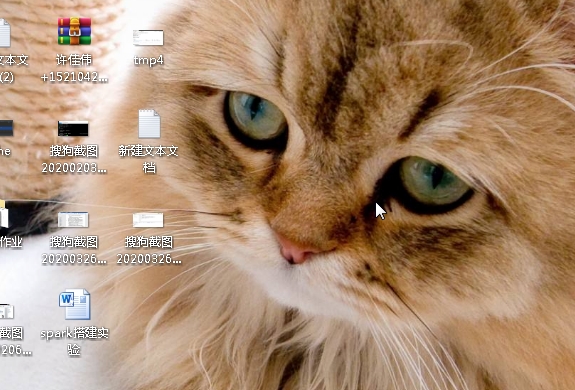 文本文
(2)
许佳伟
+1521042...
tmp4
me
搜狗截图
20200208...
新建文本文
档
作业
搜狗截图
20200326...
搜狗截图
20200326...
截图
206...
spark搭建实
验